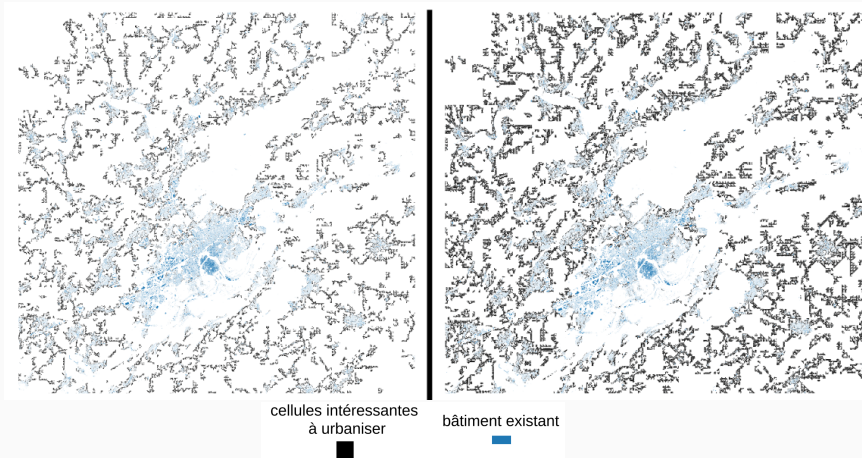 cellules intéressantes
à urbaniser
bâtiment existant